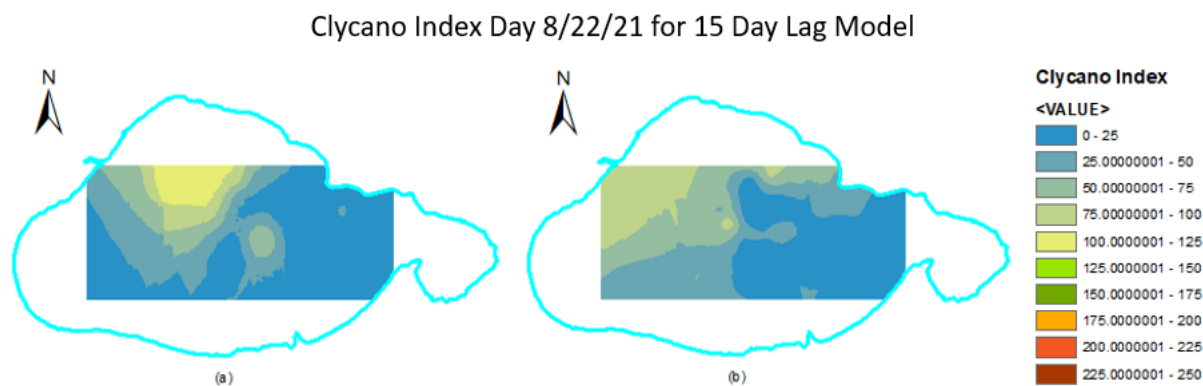 Clycano Index Day 8/22/21 for 15 Day Lag Model
N
N
(a)
(b)
Clycano Index
<VALUE>
0 - 25
25.00000001 - 50
50.00000001 - 75
75.00000001 - 100
100.0000001 - 125
125.0000001 - 150
150.0000001 - 175
175.0000001 - 200
200.0000001 - 225
225.0000001 - 250